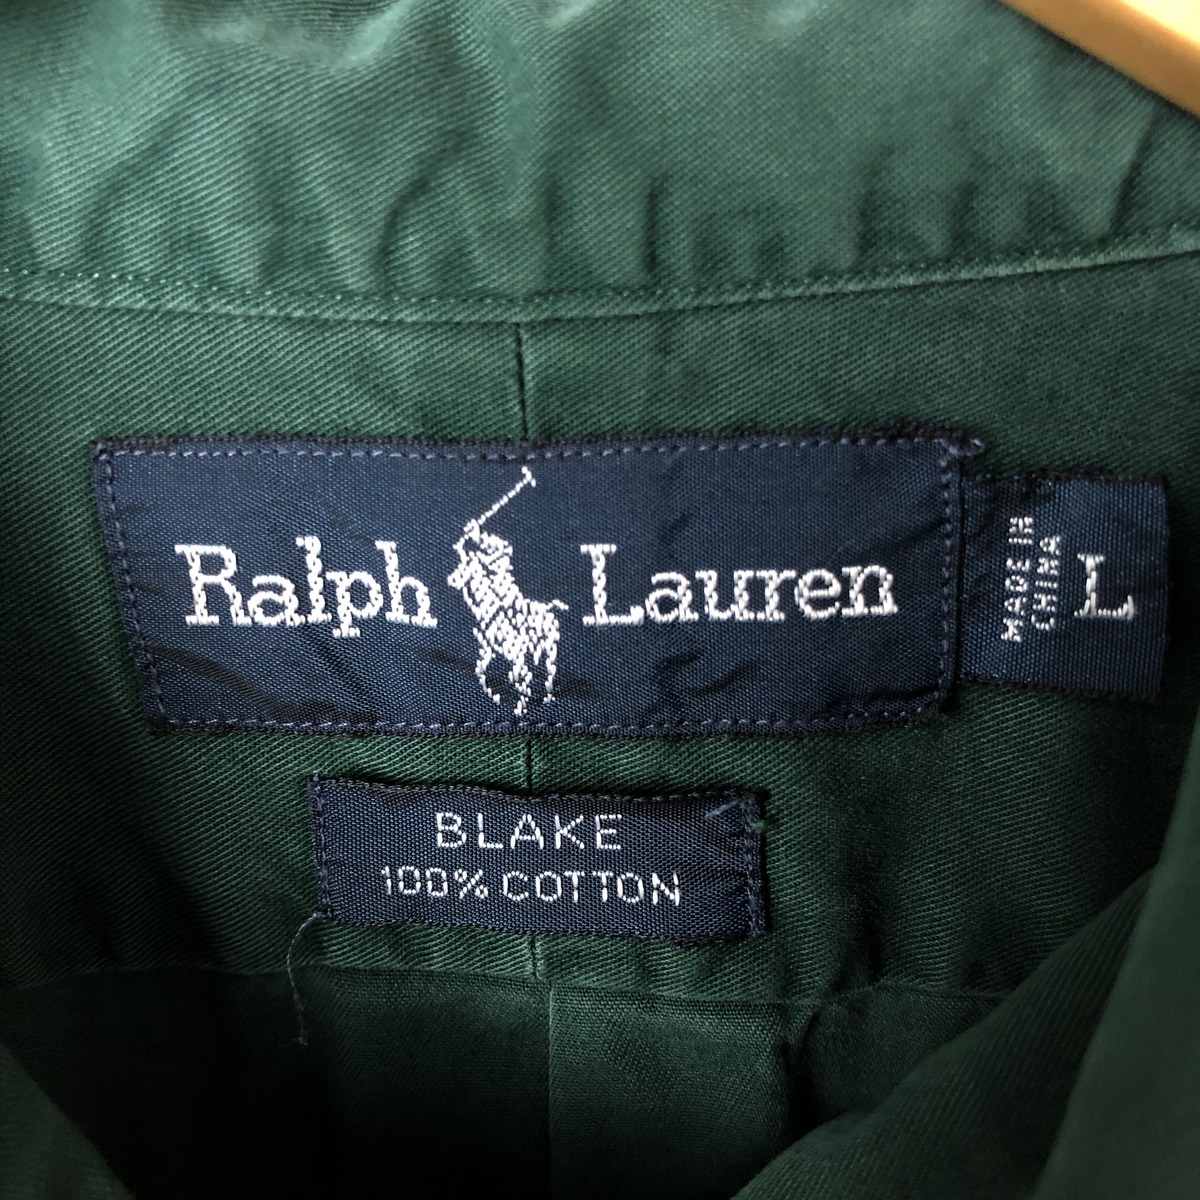 Ralph Lauren
MADE IN
CHINA
L
BLAKE
100% COTTON